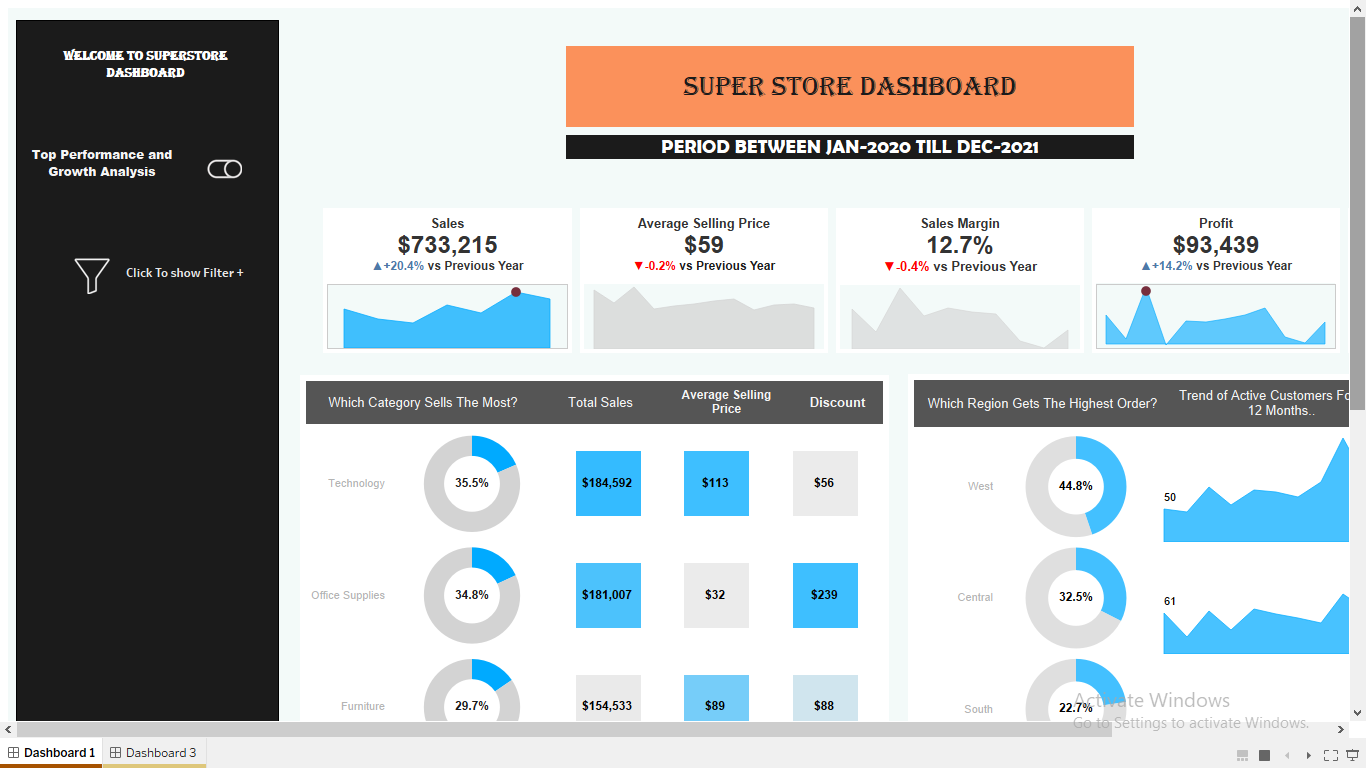 WELCOME TO SUPERSTORE
DASHBOARD
Top Performance and
Growth Analysis
Click To show Filter +
SUPER STORE DASHBOARD
PERIOD BETWEEN JAN-2020 TILL DEC-2021
Sales
$733,215
▲+20.4% vs Previous Year
Average Selling Price
$59
▼-0.2% vs Previous Year
Sales Margin
12.7%
▼-0.4% vs Previous Year
Profit
$93,439
▲+14.2% vs Previous Year
Which Category Sells The Most?
Total Sales
Average Selling
Price
Discount
Technology
35.5%
$184,592
$113
$56
Office Supplies
34.8%
$181,007
$32
$239
Furniture
29.7%
$154,533
$89
$88
Which Region Gets The Highest Order?
Trend of Active Customers Fo
12 Months..
West
44.8%
50
Central
32.5%
61
South
22.7%
Activate Windows
Go to Settings to activate Windows.
Dashboard 1
Dashboard 3